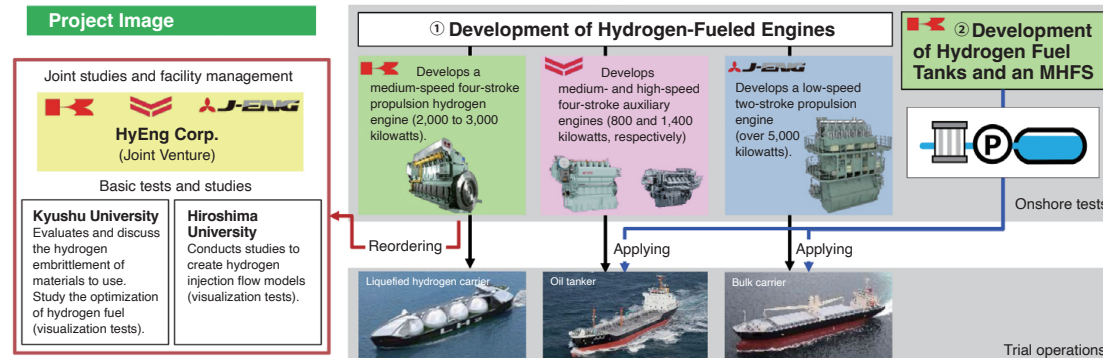 Project Image
Joint studies and facility management
J-ENG
HyEng Corp.
(Joint Venture)
Basic tests and studies
Kyushu University
Evaluates and discuss
the hydrogen
embrittlement of
materials to use.
Study the optimization
of hydrogen fuel
(visualization tests).
Hiroshima
University
Conducts studies to
create hydrogen
injection flow models
(visualization tests).
① Development of Hydrogen-Fueled Engines
Develops a
medium-speed four-stroke
propulsion hydrogen
engine (2,000 to 3,000
kilowatts).
Develops
medium- and high-speed
four-stroke auxiliary
engines (800 and 1,400
kilowatts, respectively)
J-ENG
Develops a low-speed
two-stroke propulsion
engine
(over 5,000
kilowatts).
② Development
of Hydrogen Fuel
Tanks and an MHFS
P
Onshore tests
Reordering
Applying
Applying
Liquefied hydrogen carrier
Oil tanker
Bulk carrier
Trial operations